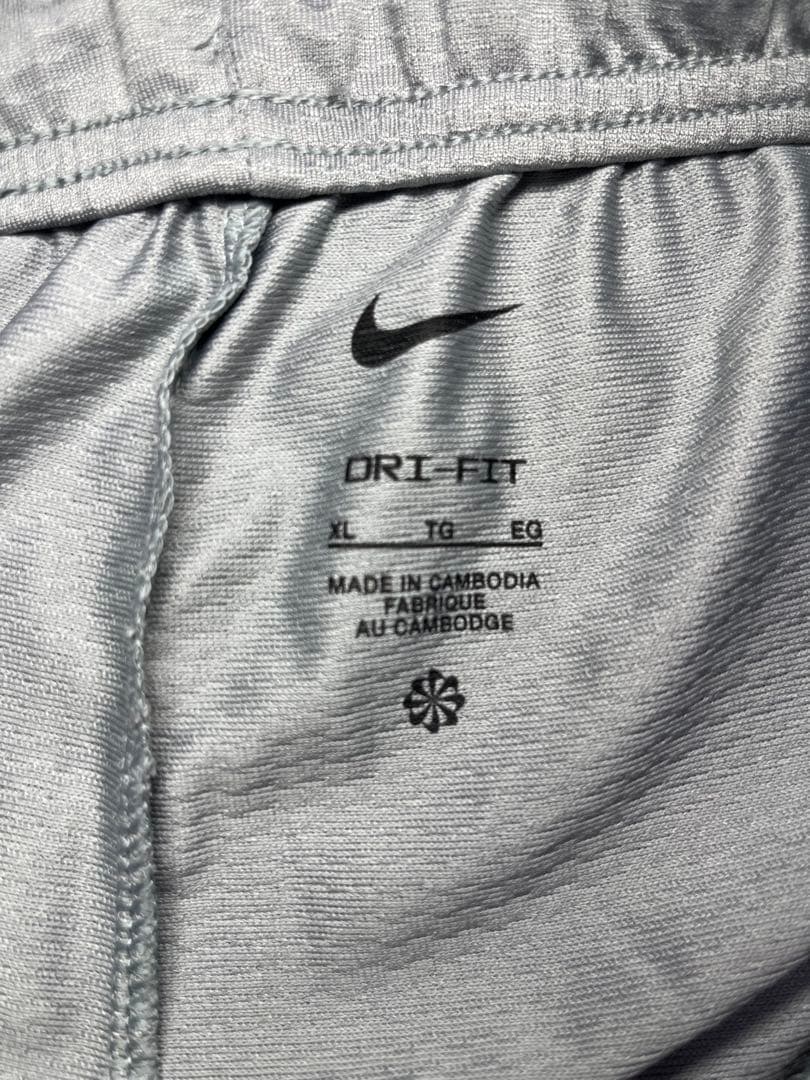 DRI-FIT
XL TG EG
MADE IN CAMBODIA
FABRIQUE
AU CAMBODGE